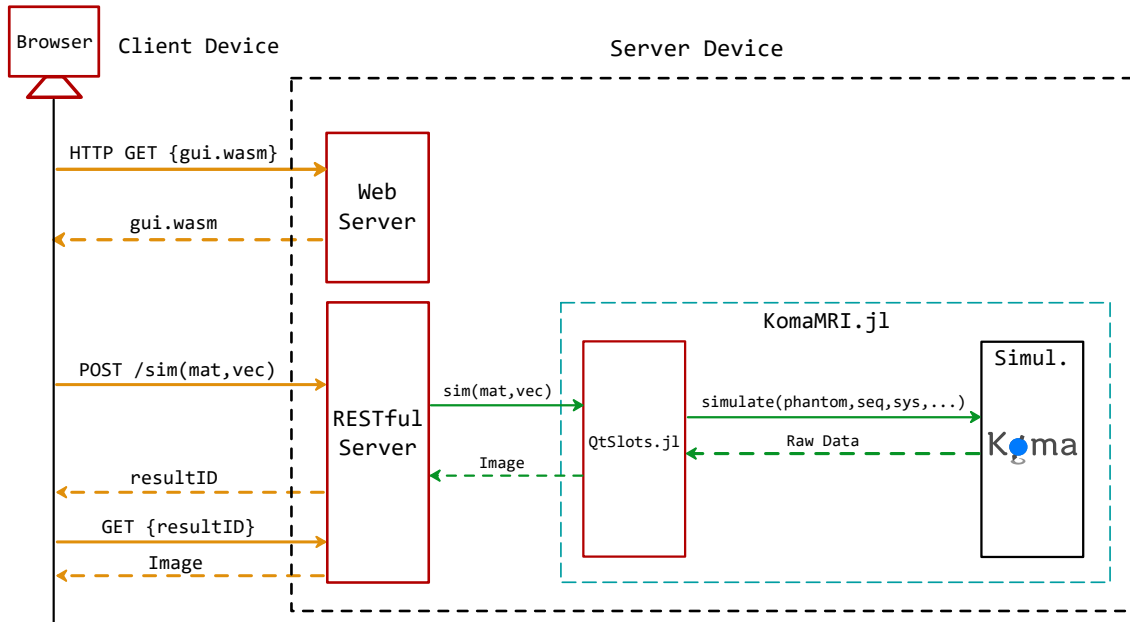 Browser
Client Device
Server Device
HTTP GET {gui.wasm}
Web
Server
gui.wasm
KomaMRI.jl
Simul.
POST /sim(mat,vec)
sim(mat,vec)
simulate(phantom,seq,sys,...)
RESTful
Server
QtSlots.jl
Raw Data
Koma
Image
resultID
GET {resultID}
Image